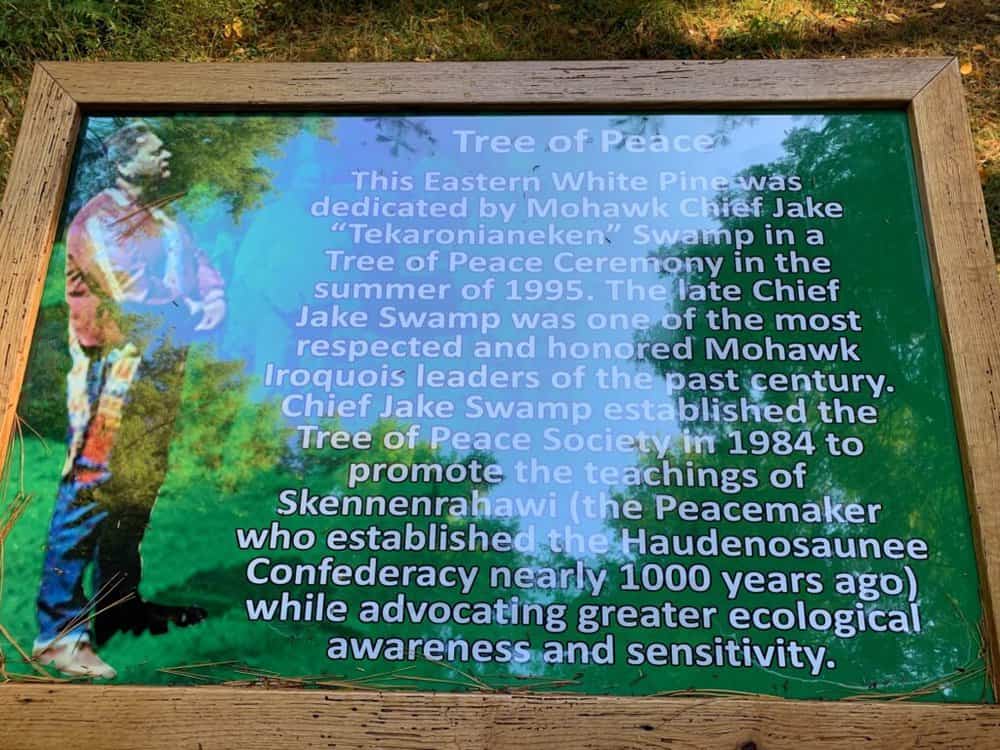 Tree of Peace
This Eastern White Pine was
dedicated by Mohawk Chief Jake
“Tekaronianeken” Swamp in a
Tree of Peace Ceremony in the
summer of 1995. The late Chief
Jake Swamp was one of the most
respected and honored Mohawk
Iroquois leaders of the past century.
Chief Jake Swamp established the
Tree of Peace Society in 1984 to
promote the teachings of
Skennenrahawi (the Peacemaker
who established the Haudenosaunee
Confederacy nearly 1000 years ago)
while advocating greater ecological
awareness and sensitivity.